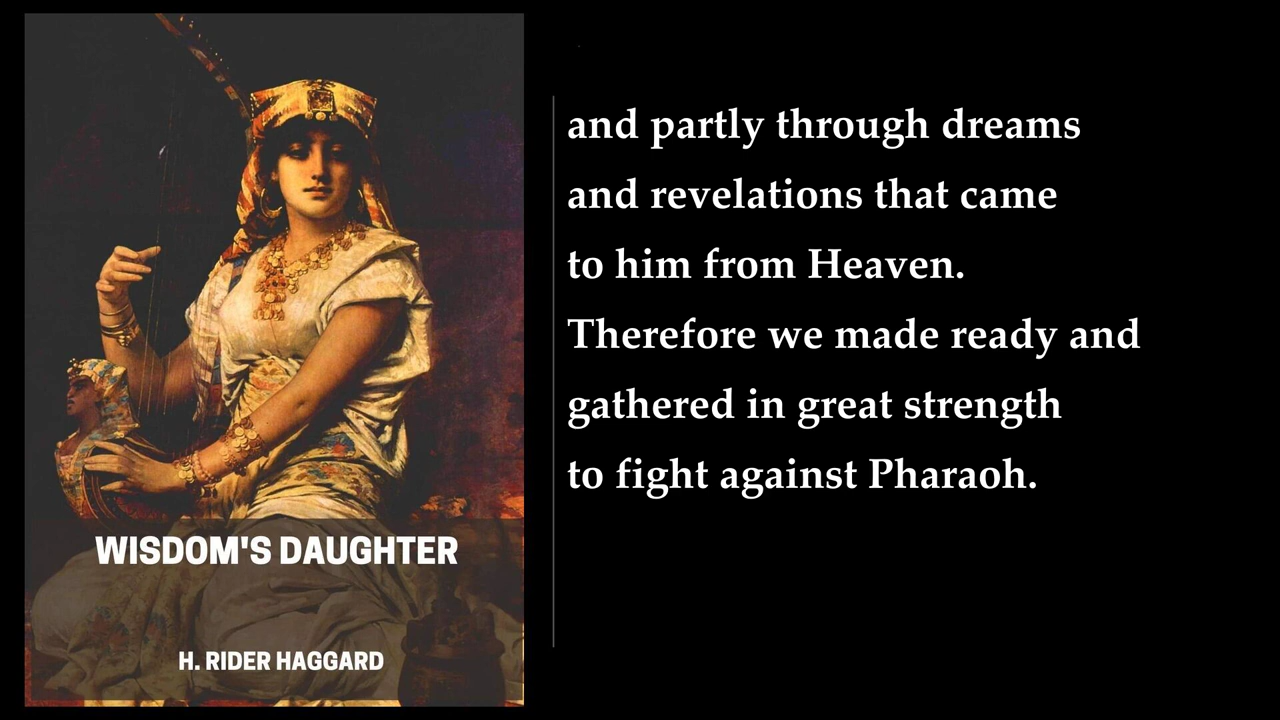 WISDOM'S DAUGHTER
H. RIDER HAGGARD
and partly through dreams
and revelations that came
to him from Heaven.
Therefore we made ready and
gathered in great strength
to fight against Pharaoh.